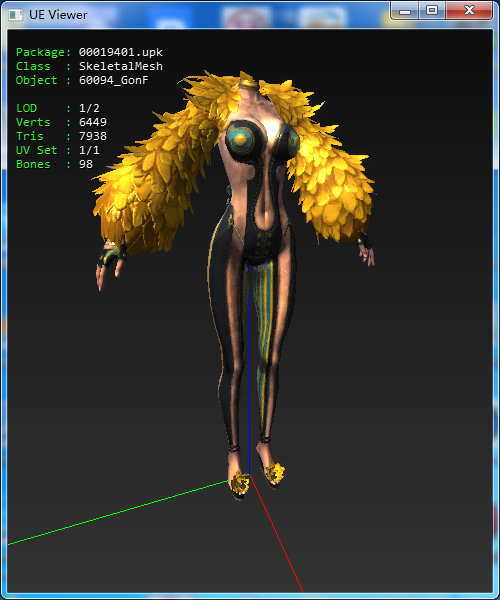 UE Viewer
Package: 00019401.upk
Class : SkeletalMesh
Object : 60094_GonF
LOD : 1/2
Verts : 6449
Tris : 7938
UV Set : 1/1
Bones : 98